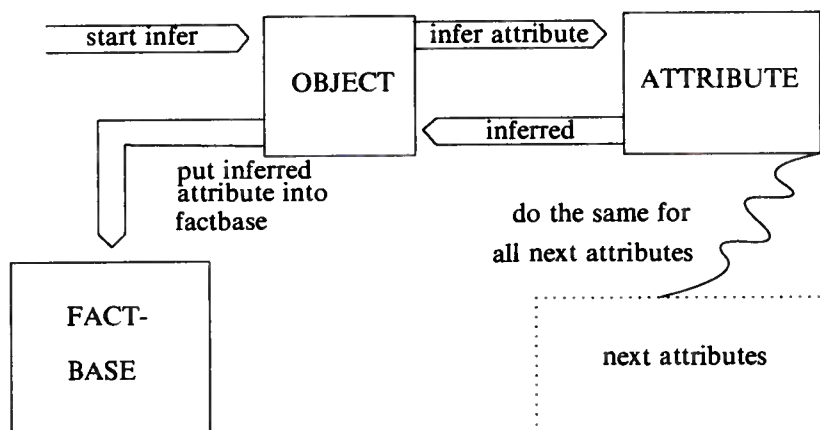 start infer
OBJECT
infer attribute
ATTRIBUTE
inferred
put inferred
attribute into
factbase
do the same for
all next attributes
FACT-
BASE
next attributes